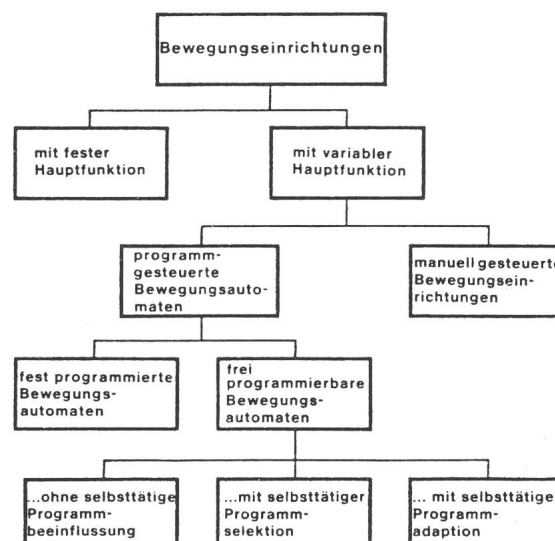 Bewegungseinrichtungen
mit fester
Hauptfunktion
mit variabler
Hauptfunktion
programm-
gesteuerte
Bewegungsauto-
maten
manuell gesteuerte
Bewegungsein-
richtungen
fest programmierte
Bewegungs-
automaten
frei
programmierbare
Bewegungs-
automaten
...ohne selbsttätige
Programm-
beeinflussung
...mit selbsttätiger
Programm-
selektion
... mit selbsttätige
Programm-
adaption